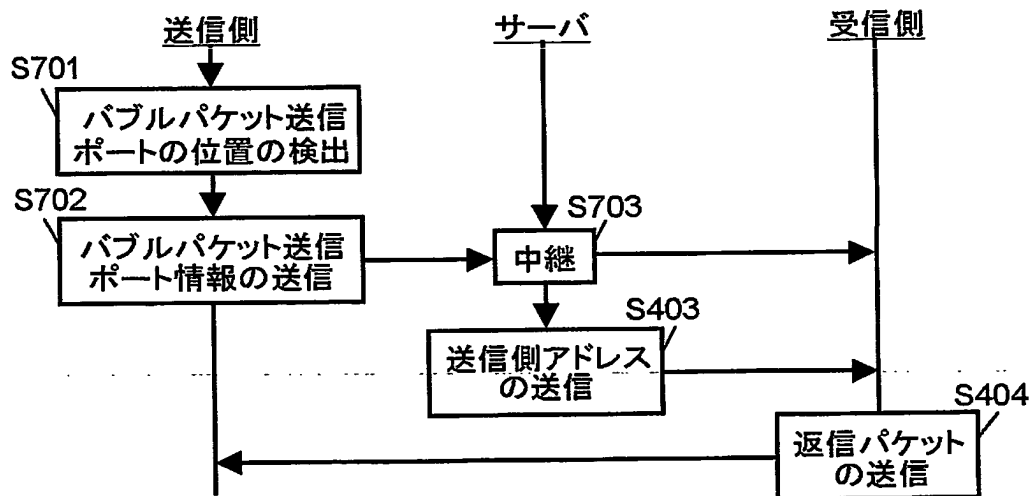 送信側
サーバ
受信側
S701
バブルパケット送信
ポートの位置の検出
S702
バブルパケット送信
ポート情報の送信
S703
中継
S403
送信側アドレス
の送信
S404
返信パケット
の送信